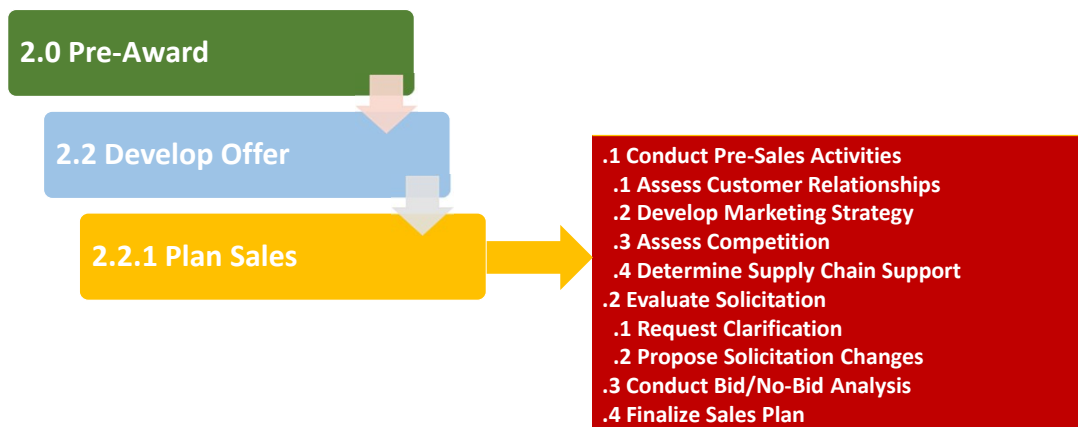 2.0 Pre-Award
2.2 Develop Offer
2.2.1 Plan Sales
.1 Conduct Pre-Sales Activities
.1 Assess Customer Relationships
.2 Develop Marketing Strategy
.3 Assess Competition
.4 Determine Supply Chain Support
.2 Evaluate Solicitation
.1 Request Clarification
.2 Propose Solicitation Changes
.3 Conduct Bid/No-Bid Analysis
.4 Finalize Sales Plan